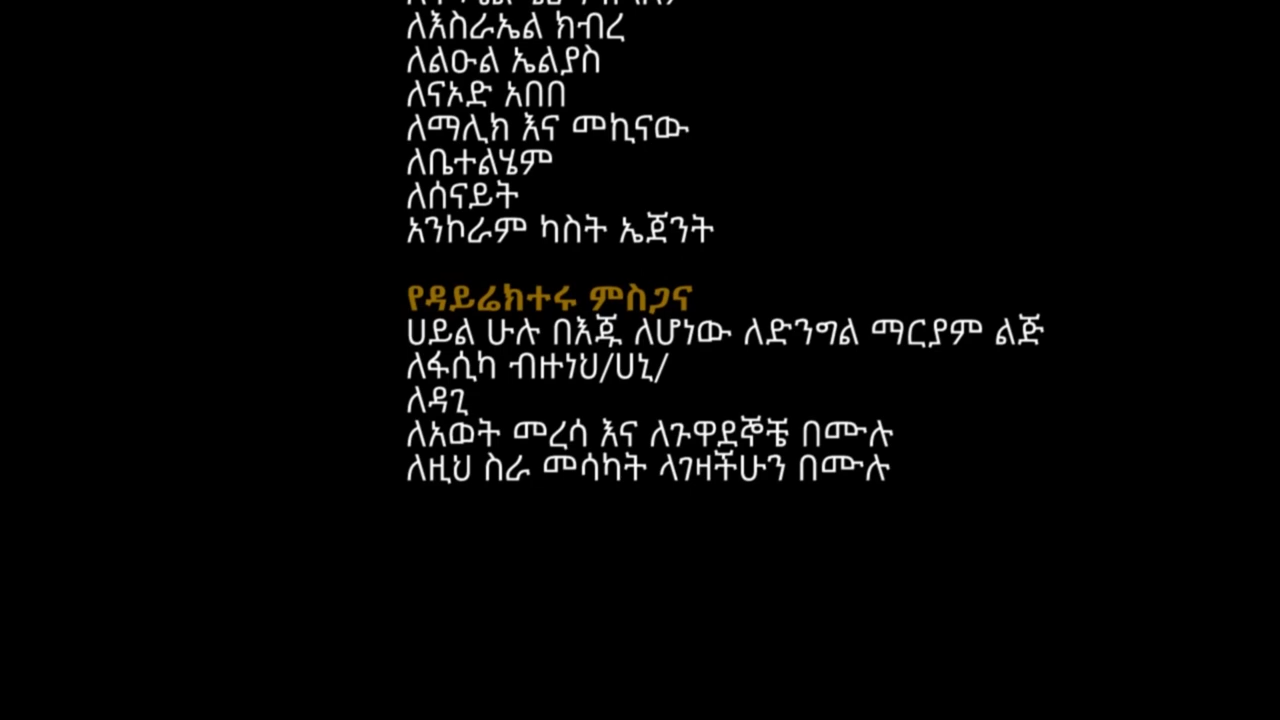 ለእስራኤል ክብረ
ለልዑል ኤልያስ
ለናኦድ አበበ
ለማሊክ እና መኪናው
ለቤተልሄም
ለሰናይት
አንኮራም ካስት ኤጀንት
የዳይሬክተሩ ምስጋና
ሀይል ሁሉ በእጁ ለሆነው ለድንግል ማርያም ልጅ
ለፋሲካ ብዙነህ/ሀኒ/
ለዳጊ
ለአወት መረሳ እና ለጉዋደኞቼ በሙሉ
ለዚህ ስራ መሳካት ላገዛችሁን በሙሉ